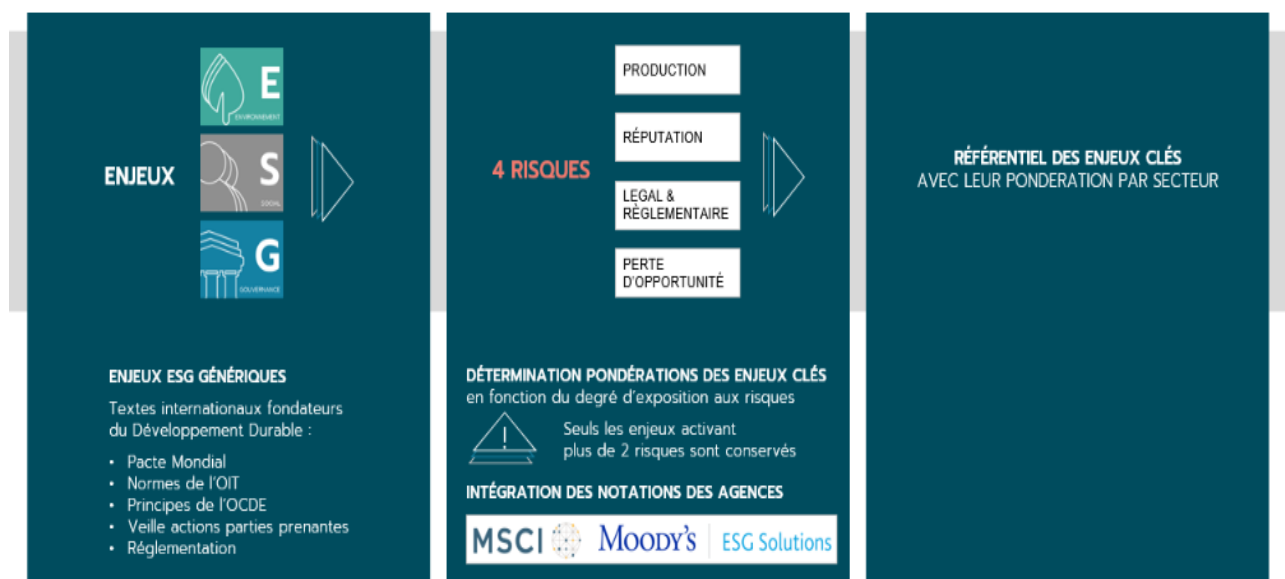 ENJEUX
E
ENVIRONNEMENT
S
SOCIAL
G
GOUVERNANCE
ENJEUX ESG GÉNÉRIQUES
Textes internationaux fondateurs
du Développement Durable :
• Pacte Mondial
• Normes de l'OIT
• Principes de l'OCDE
• Veille actions parties prenantes
• Réglementation
4 RISQUES
PRODUCTION
RÉPUTATION
LEGAL &
RÈGLEMENTAIRE
PERTE
D'OPPORTUNITÉ
DÉTERMINATION PONDÉRATIONS DES ENJEUX CLÉS
en fonction du degré d'exposition aux risques
!
Seuls les enjeux activant
plus de 2 risques sont conservés
INTÉGRATION DES NOTATIONS DES AGENCES
MSCI MOODY'S ESG Solutions
RÉFÉRENTIEL DES ENJEUX CLÉS
AVEC LEUR PONDERATION PAR SECTEUR